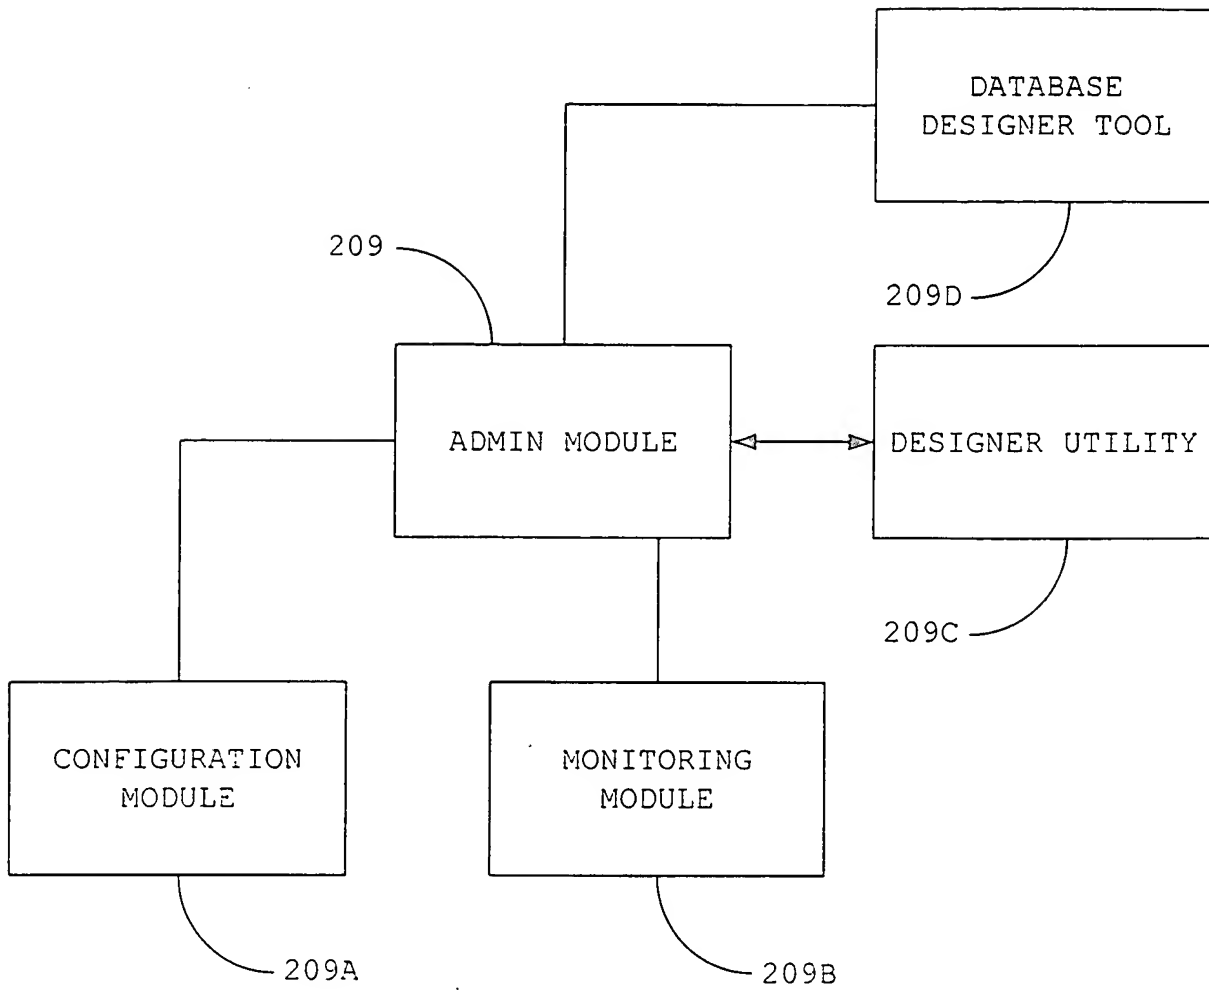 DATABASE
DESIGNER TOOL
209
209D
ADMIN MODULE
DESIGNER UTILITY
209C
CONFIGURATION
MODULE
MONITORING
MODULE
209A
209B